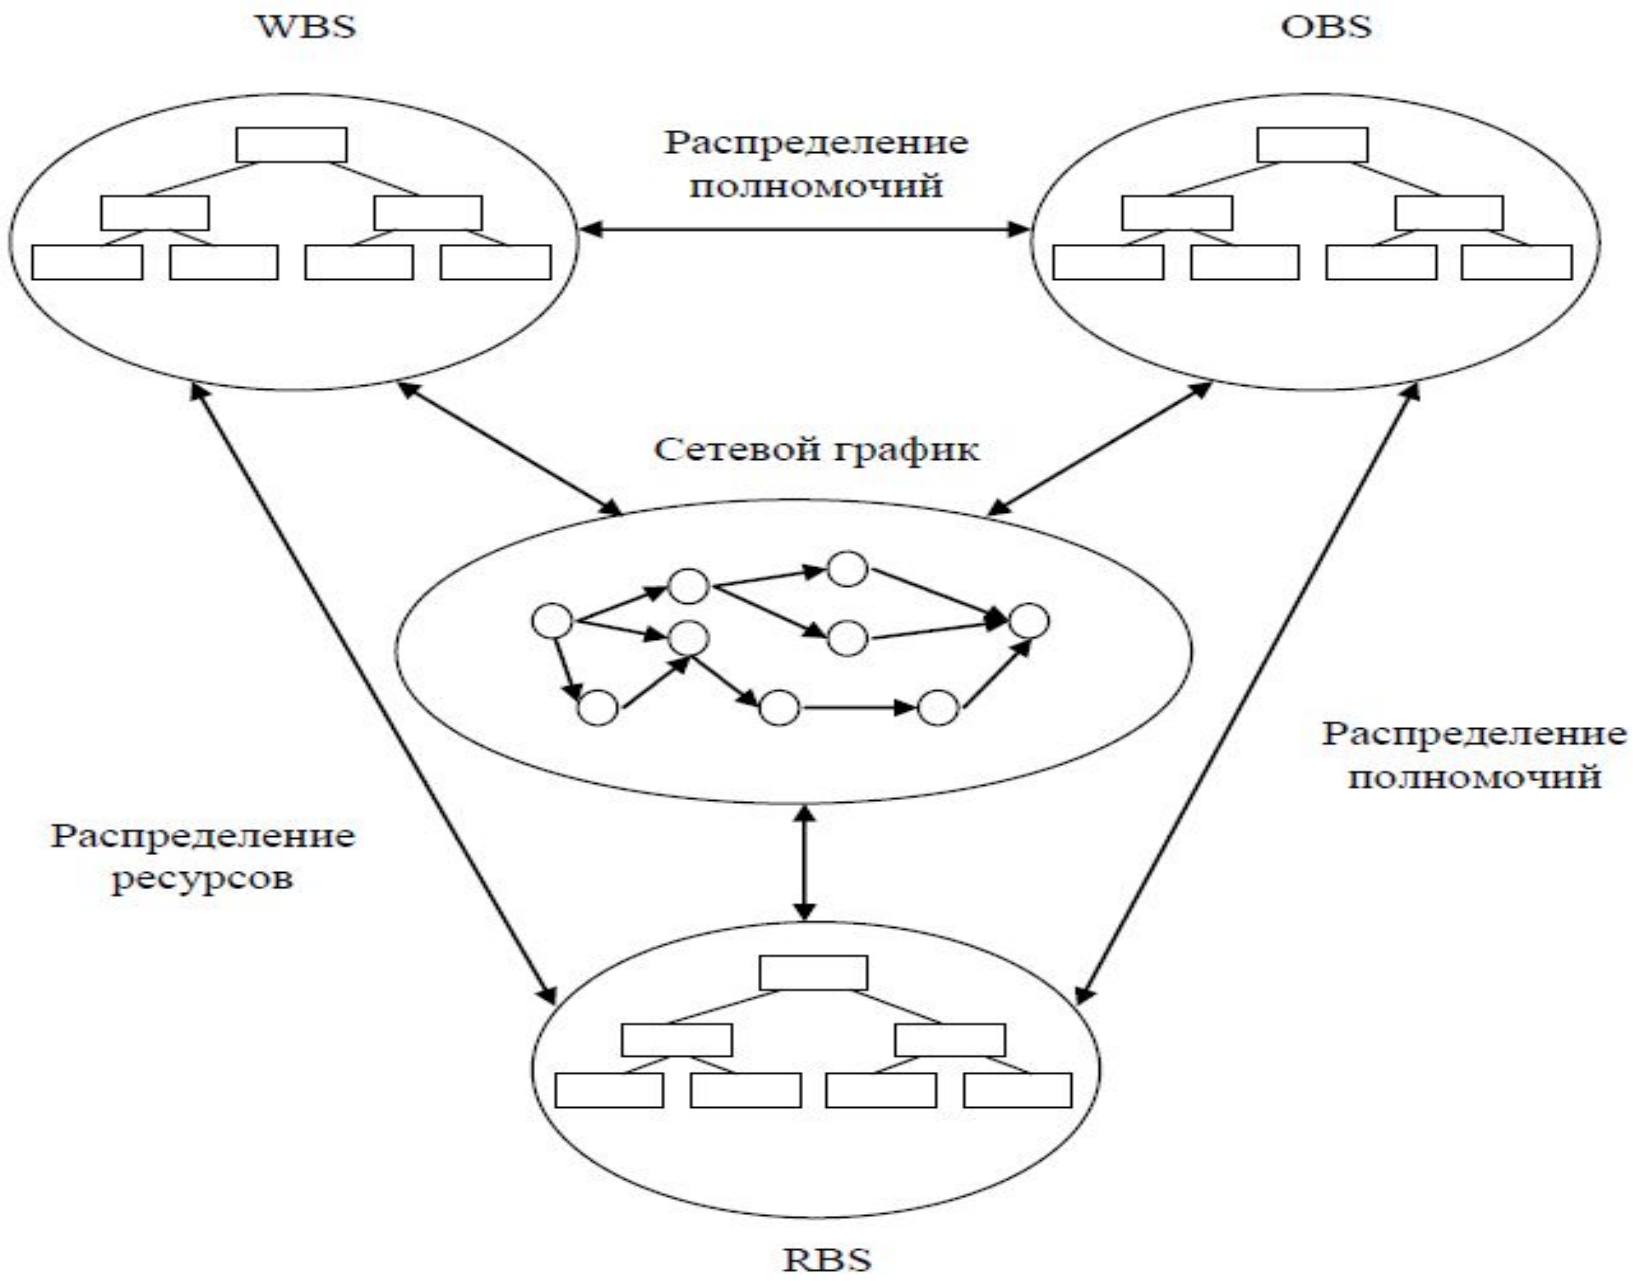 WBS
OBS
Распределение
полномочий
Сетевой график
Распределение
полномочий
Распределение
ресурсов
RBS